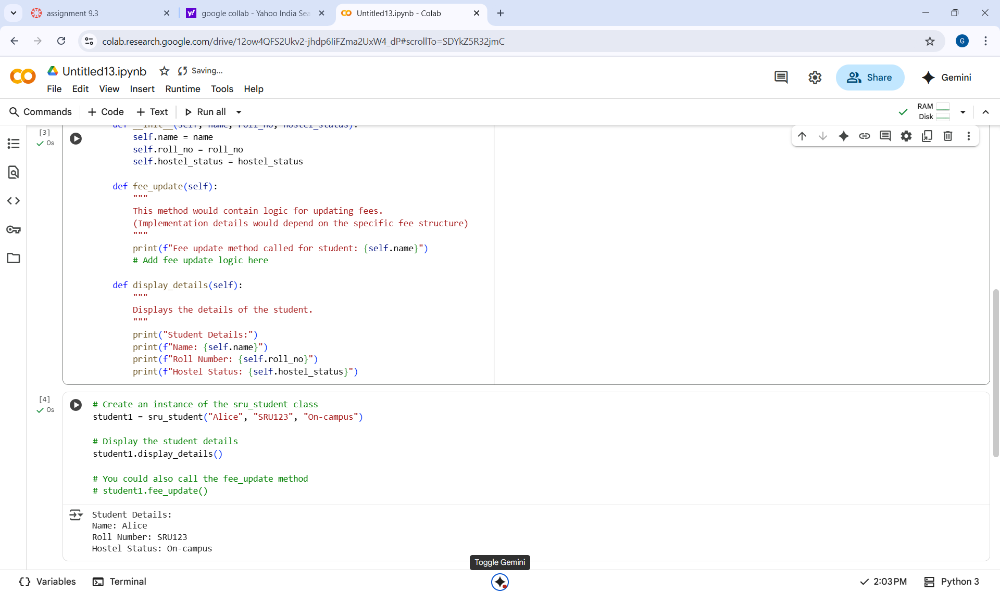 assignment 9.3
google collab - Yahoo India Sea
Untitled13.ipynb - Colab
colab.research.google.com/drive/12ow4QFS2Ukv2-jhdp6IiFZma2UxW4_dP#scrollTo=SDYkZ5R32jmC
G
Untitled13.ipynb
Saving...
File Edit View Insert Runtime Tools Help
Share
Gemini
Commands
+ Code
+ Text
Run all
RAM
Disk
[3]
0s
def __init__(self, name, roll_no, hostel_status):
self.name = name
self.roll_no = roll_no
self.hostel_status = hostel_status
def fee_update(self):
"""
This method would contain logic for updating fees.
(Implementation details would depend on the specific fee structure)
"""
print(f"Fee update method called for student: {self.name}")
# Add fee update logic here
def display_details(self):
"""
Displays the details of the student.
"""
print("Student Details:")
print(f"Name: {self.name}")
print(f"Roll Number: {self.roll_no}")
print(f"Hostel Status: {self.hostel_status}")
[4]
0s
# Create an instance of the sru_student class
student1 = sru_student("Alice", "SRU123", "On-campus")
# Display the student details
student1.display_details()
# You could also call the fee_update method
# student1.fee_update()
Student Details:
Name: Alice
Roll Number: SRU123
Hostel Status: On-campus
Toggle Gemini
{} Variables
Terminal
2:03 PM
Python 3